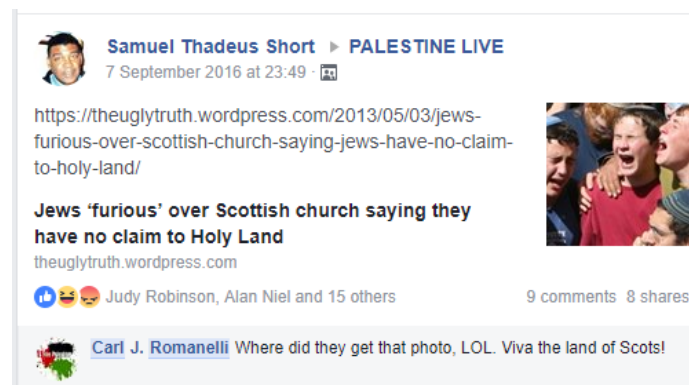 Samuel Thadeus Short ▶ PALESTINE LIVE
7 September 2016 at 23:49 ·
https://theuglytruth.wordpress.com/2013/05/03/jews-
furious-over-scottish-church-saying-jews-have-no-claim-
to-holy-land/
Jews ‘furious’ over Scottish church saying they
have no claim to Holy Land
theuglytruth.wordpress.com
Judy Robinson, Alan Niel and 15 others
9 comments 8 shares
Carl J. Romanelli Where did they get that photo, LOL. Viva the land of Scots!